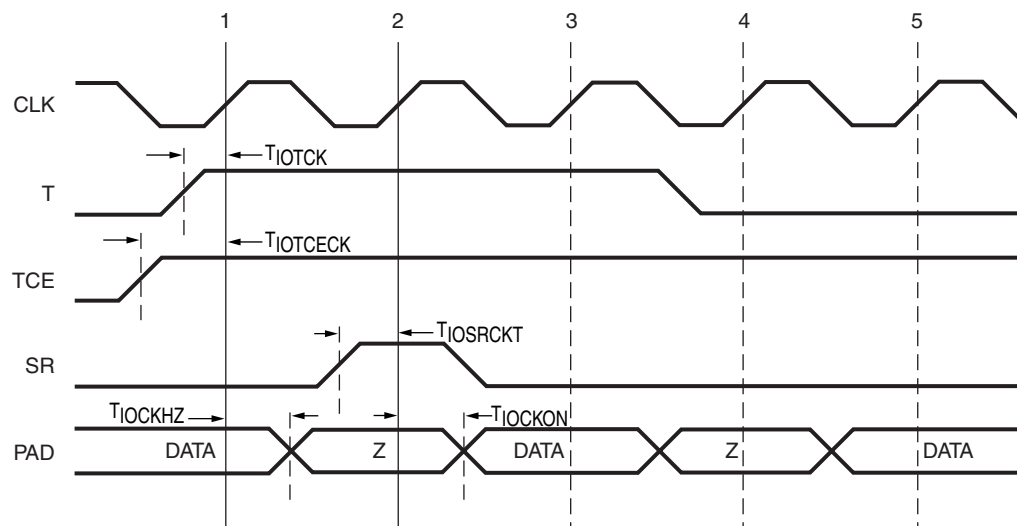 1 2 3 4 5
CLK
TIOTCK
T
TIOTCECK
TCE
TIOSRCKT
SR
TIOCKHZ TIOCKON
PAD DATA Z DATA Z DATA